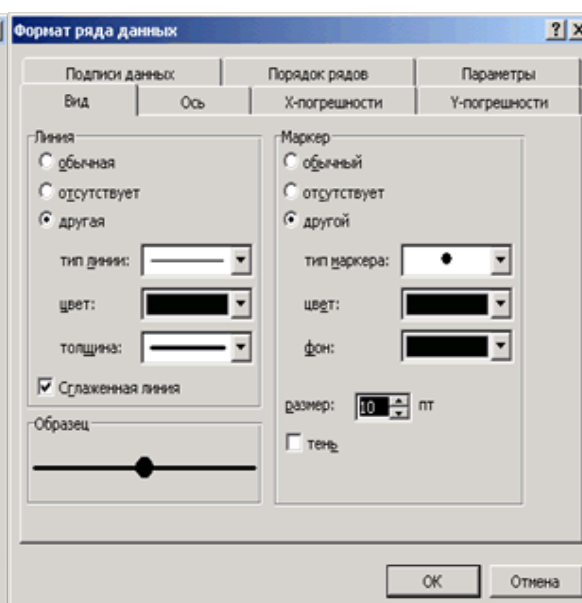 Формат ряда данных
Подписи данных Порядок рядов Параметры
Вид Ось X-погрешности Y-погрешности
Линия
обычная
отсутствует
другая
тип линии:
цвет:
толщина:
Сглаженная линия
Образец
Маркер
обычный
отсутствует
другой
тип маркера:
цвет:
фон:
размер: 10 пт
тень
OK Отмена